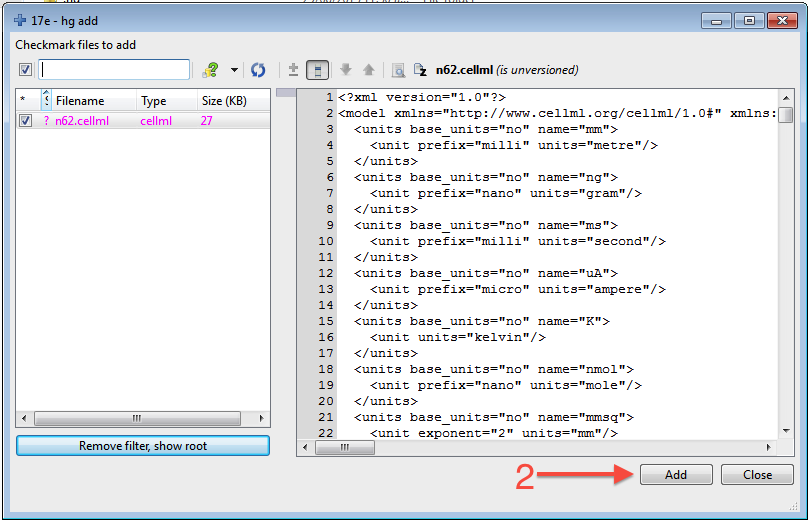 17e - hg add
Checkmark files to add
n62.cellml (is unversioned)
* Filename Type Size (KB)
? n62.cellml cellml 27
Remove filter, show root
1 <?xml version="1.0"?>
2 <model xmlns="http://www.cellml.org/cellml/1.0#" xmlns:
3 <units base_units="no" name="mm">
4 <unit prefix="milli" units="metre"/>
5 </units>
6 <units base_units="no" name="ng">
7 <unit prefix="nano" units="gram"/>
8 </units>
9 <units base_units="no" name="ms">
10 <unit prefix="milli" units="second"/>
11 </units>
12 <units base_units="no" name="uA">
13 <unit prefix="micro" units="ampere"/>
14 </units>
15 <units base_units="no" name="K">
16 <unit units="kelvin"/>
17 </units>
18 <units base_units="no" name="nmol">
19 <unit prefix="nano" units="mole"/>
20 </units>
21 <units base_units="no" name="mmsq">
22 <unit exponent="2" units="mm"/>
2
Add Close